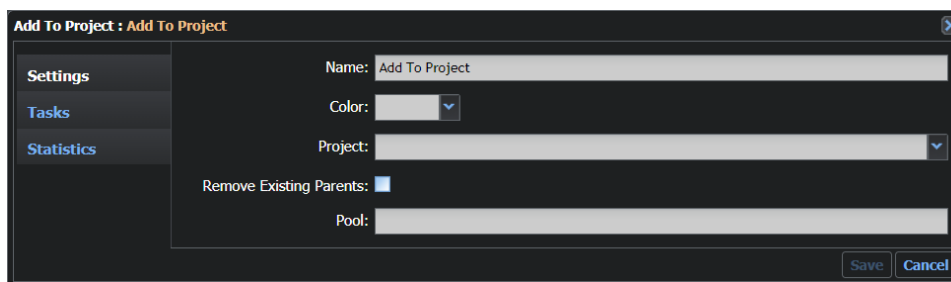 Add To Project : Add To Project
Settings
Tasks
Statistics
Name: Add To Project
Color:
Project:
Remove Existing Parents:
Pool:
Save Cancel